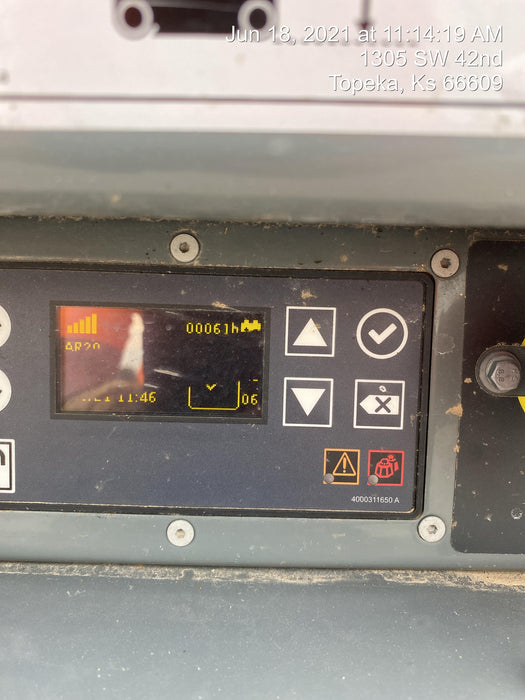 Jun 18, 2021 at 11:14:19 AM
1305 SW 42nd
Topeka, Ks 66609
00061h
AR20
11:46
06
4000311650 A